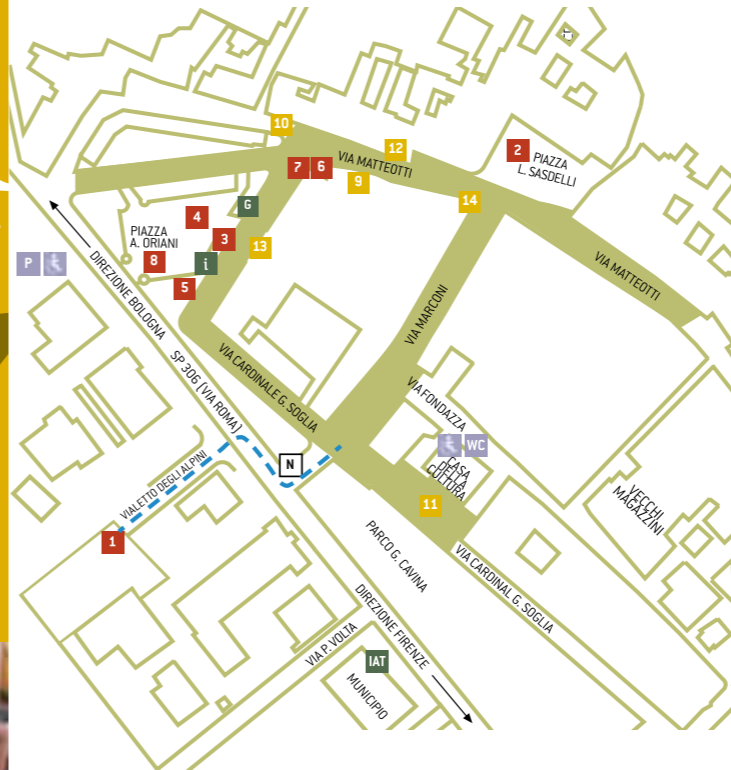 10
12
2
PIAZZA
L. SASDELLI
7
6
VIA MATTEOTTI
9
14
G
4
3
13
PIAZZA
A. ORIANI
8
i
5
P
DIREZIONE BOLOGNA
VIA MATTEOTTI
VIA MARCONI
SP 306 (VIA ROMA)
VIA CARDINALE G. SOGLIA
VIA FONDAZZA
WC
CASA
DELLA
CULTURA
N
VIALETTO DEGLI ALPINI
11
VECCHI
MAGAZZINI
1
PARCO G. CAVINA
VIA CARDINAL G. SOGLIA
DIREZIONE FIRENZE
VIA P. VOLTA
IAT
MUNICIPIO